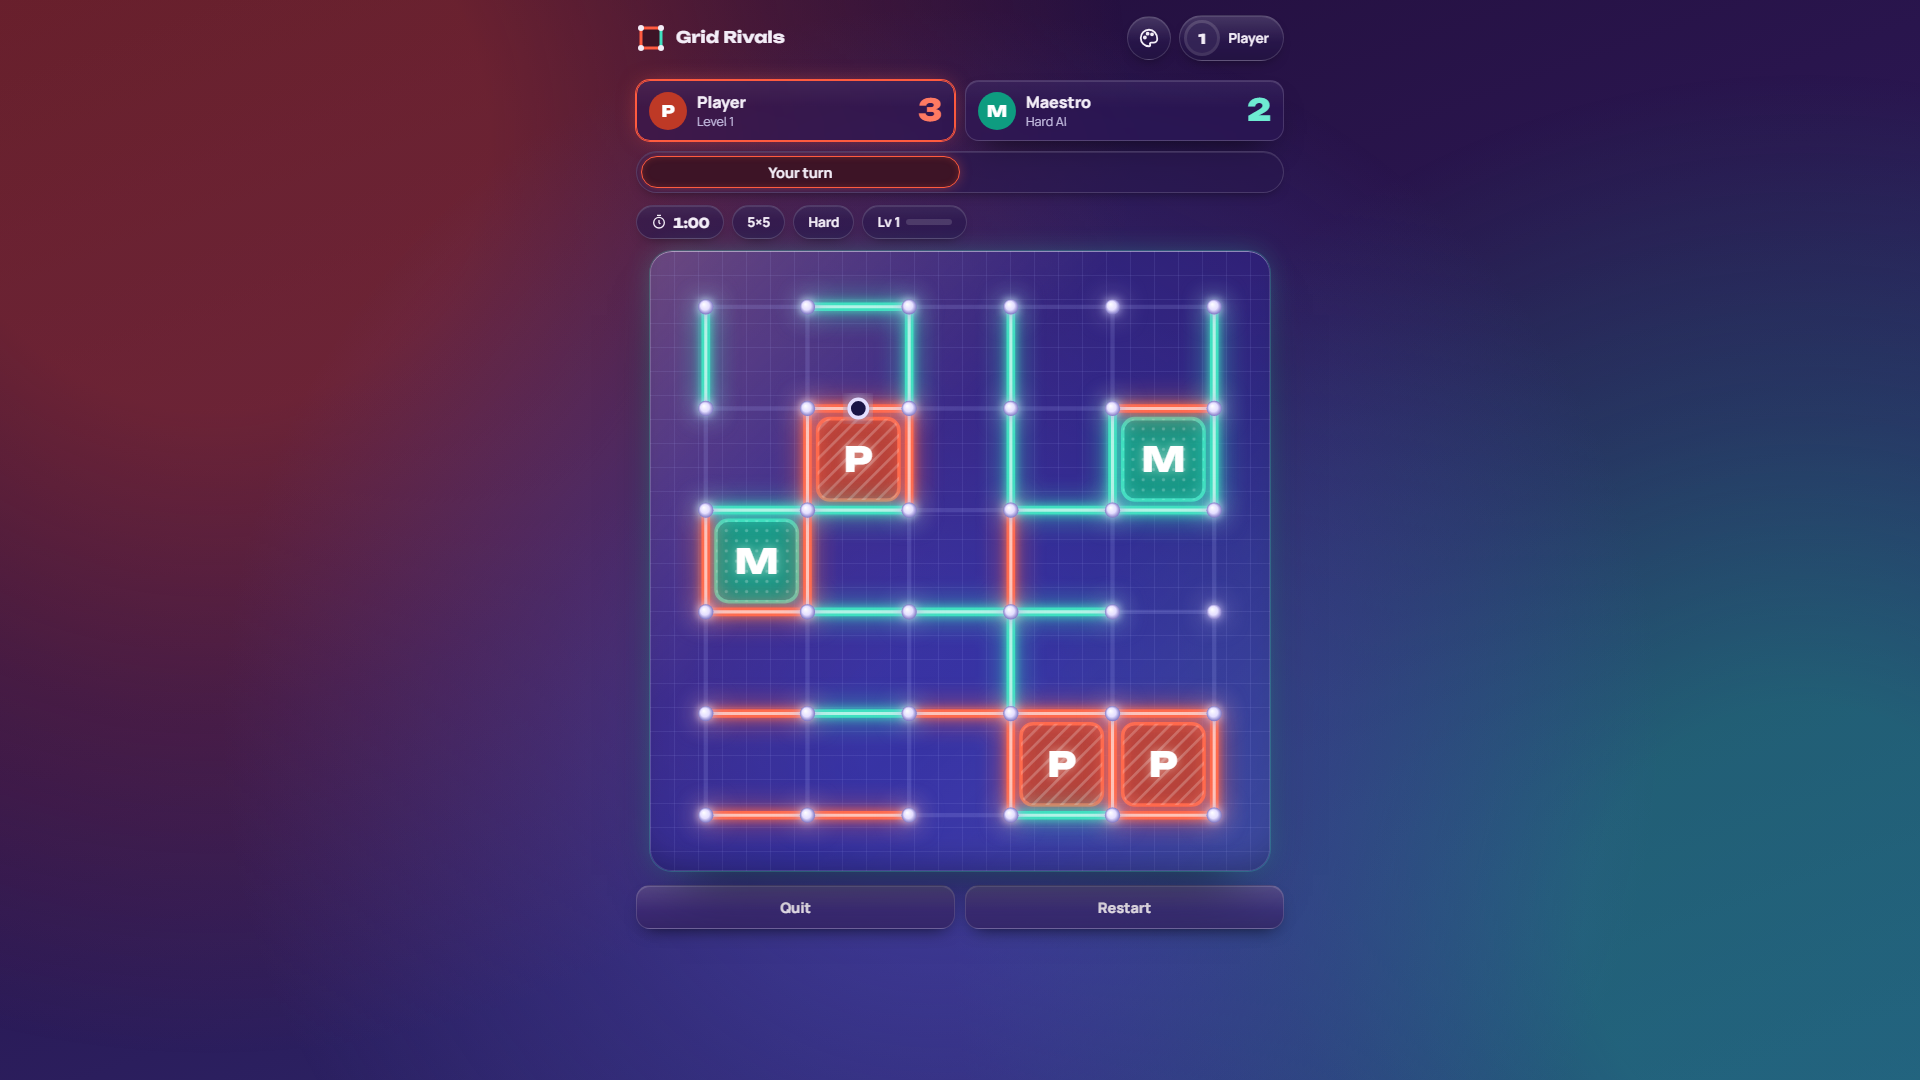 Grid Rivals
1 Player
P Player 3
Level 1
M Maestro 2
Hard AI
Your turn
1:00 5×5 Hard Lv 1
P M
M
P P
Quit Restart